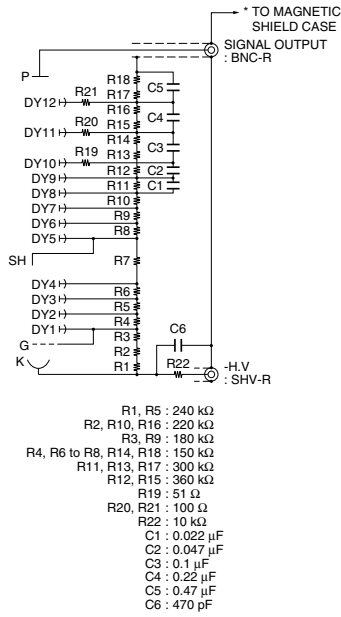 * TO MAGNETIC
SHIELD CASE
SIGNAL OUTPUT
: BNC-R
P
R18
R17
C5
R21
DY12
R16
R15
C4
R20
DY11
R14
R13
C3
R19
DY10
R12
C2
DY9
R11
C1
DY8
R10
DY7
R9
DY6
R8
DY5
SH
R7
DY4
R6
DY3
R5
DY2
R4
DY1
R3
G
R2
K
R1
C6
R22
-H.V
: SHV-R
R1, R5 : 240 kΩ
R2, R10, R16 : 220 kΩ
R3, R9 : 180 kΩ
R4, R6 to R8, R14, R18 : 150 kΩ
R11, R13, R17 : 300 kΩ
R12, R15 : 360 kΩ
R19 : 51 Ω
R20, R21 : 100 Ω
R22 : 10 kΩ
C1 : 0.022 μF
C2 : 0.047 μF
C3 : 0.1 μF
C4 : 0.22 μF
C5 : 0.47 μF
C6 : 470 pF